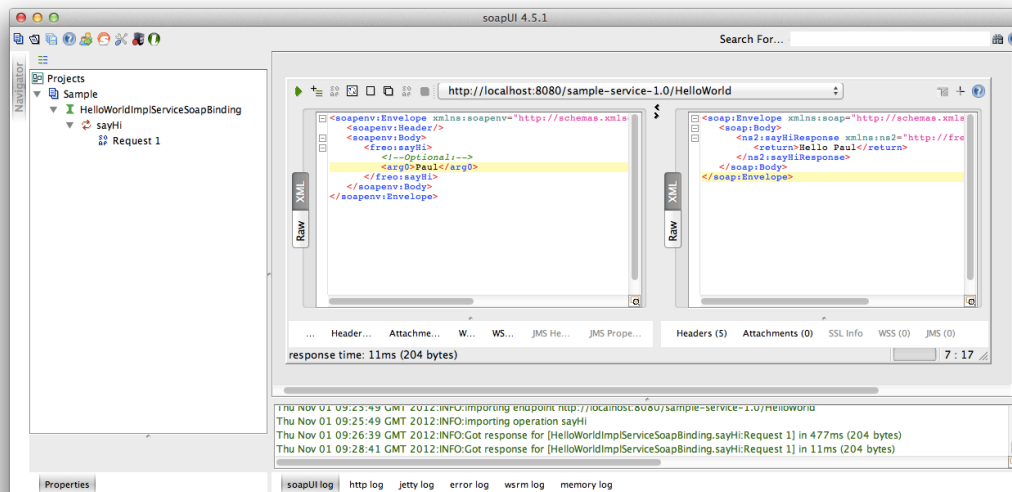 soapUI 4.5.1
Search For...
Navigator
Projects
Sample
HelloWorldImplServiceSoapBinding
sayHi
Request 1
http://localhost:8080/sample-service-1.0/HelloWorld
XML
Raw
<soapenv:Envelope xmlns:soapenv="http://schemas.xmls
<soapenv:Header/>
<soapenv:Body>
<freo:sayHi>
<!--Optional:-->
<arg0>Paul</arg0>
</freo:sayHi>
</soapenv:Body>
</soapenv:Envelope>
XML
Raw
<soap:Envelope xmlns:soap="http://schemas.xmls
<soap:Body>
<ns2:sayHiResponse xmlns:ns2="http://fre
<return>Hello Paul</return>
</ns2:sayHiResponse>
</soap:Body>
</soap:Envelope>
... Header... Attachme... W... WS... JMS He... JMS Prope...
Headers (5) Attachments (0) SSL Info WSS (0) JMS (0)
response time: 11ms (204 bytes)
7 : 17
Thu Nov 01 09:25:49 GMT 2012:INFO:importing endpoint http://localhost:8080/sample-service-1.0/HelloWorld
Thu Nov 01 09:25:49 GMT 2012:INFO:importing operation sayHi
Thu Nov 01 09:26:39 GMT 2012:INFO:Got response for [HelloWorldImplServiceSoapBinding.sayHi:Request 1] in 477ms (204 bytes)
Thu Nov 01 09:28:41 GMT 2012:INFO:Got response for [HelloWorldImplServiceSoapBinding.sayHi:Request 1] in 11ms (204 bytes)
Properties
soapUI log http log jetty log error log wsrm log memory log